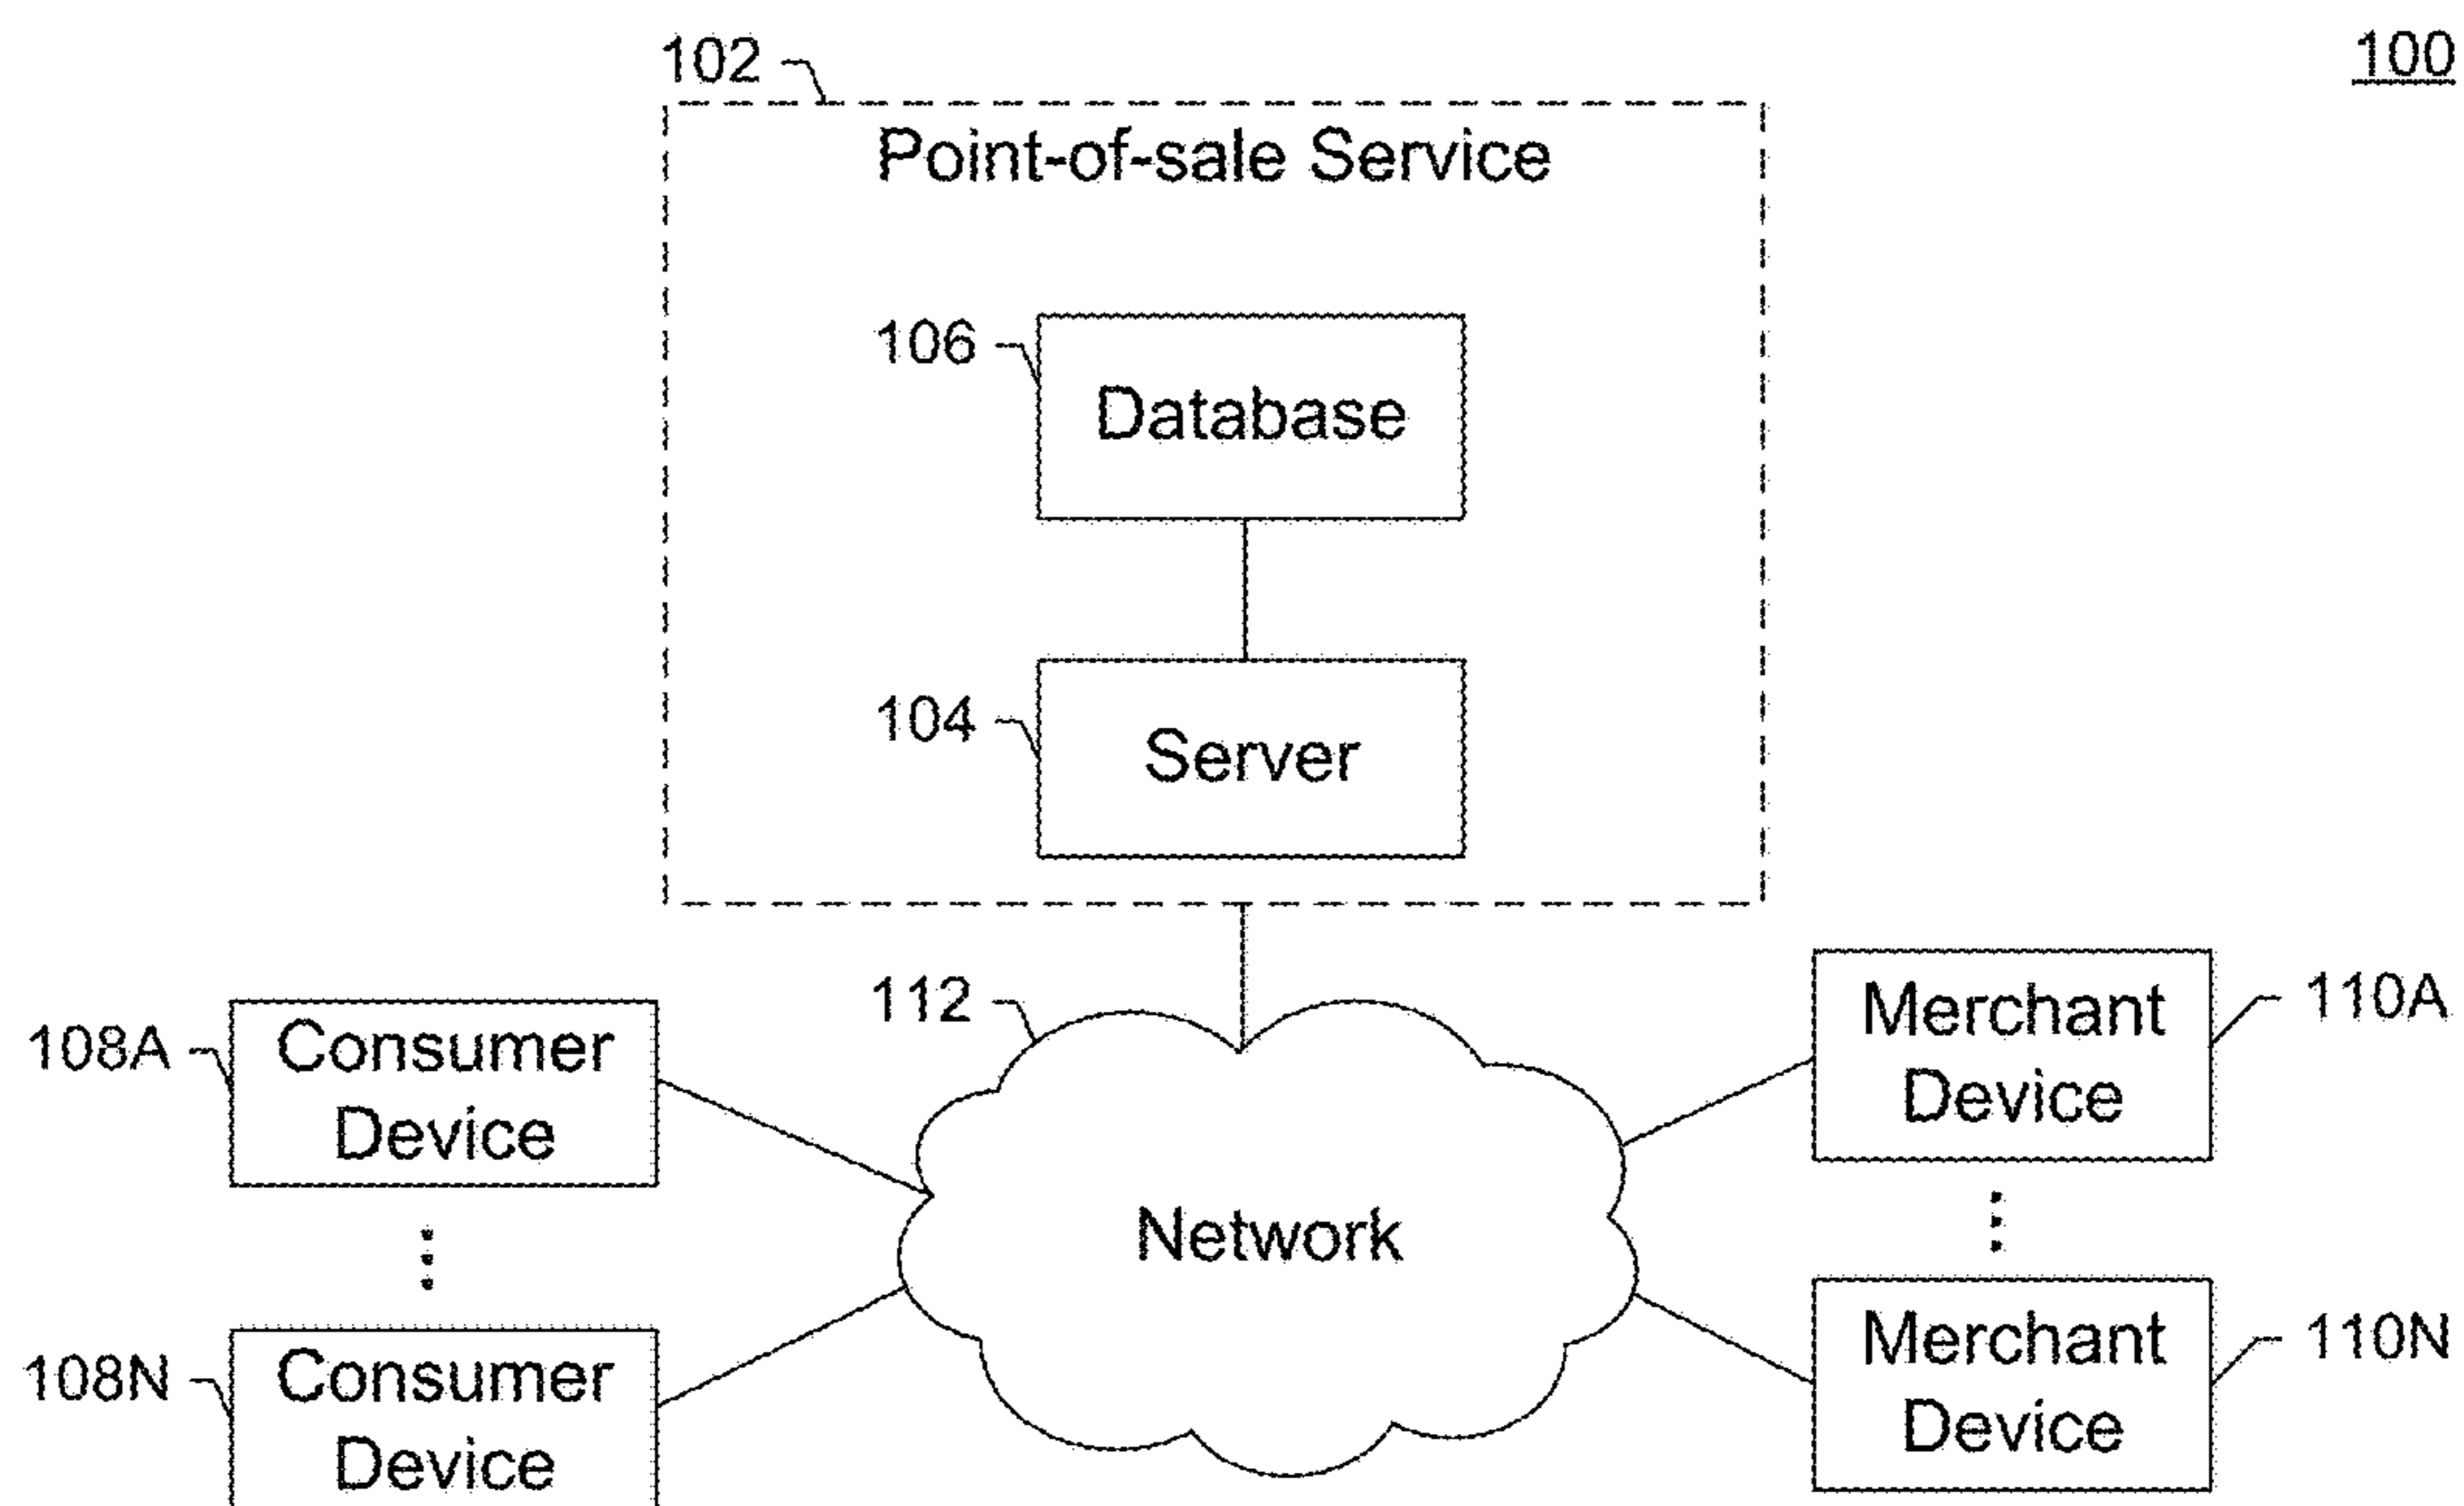 100
102
Point-of-sale Service
106
Database
104
Server
112
108A
Consumer
Device
110A
Merchant
Device
Network
108N
Consumer
Device
110N
Merchant
Device